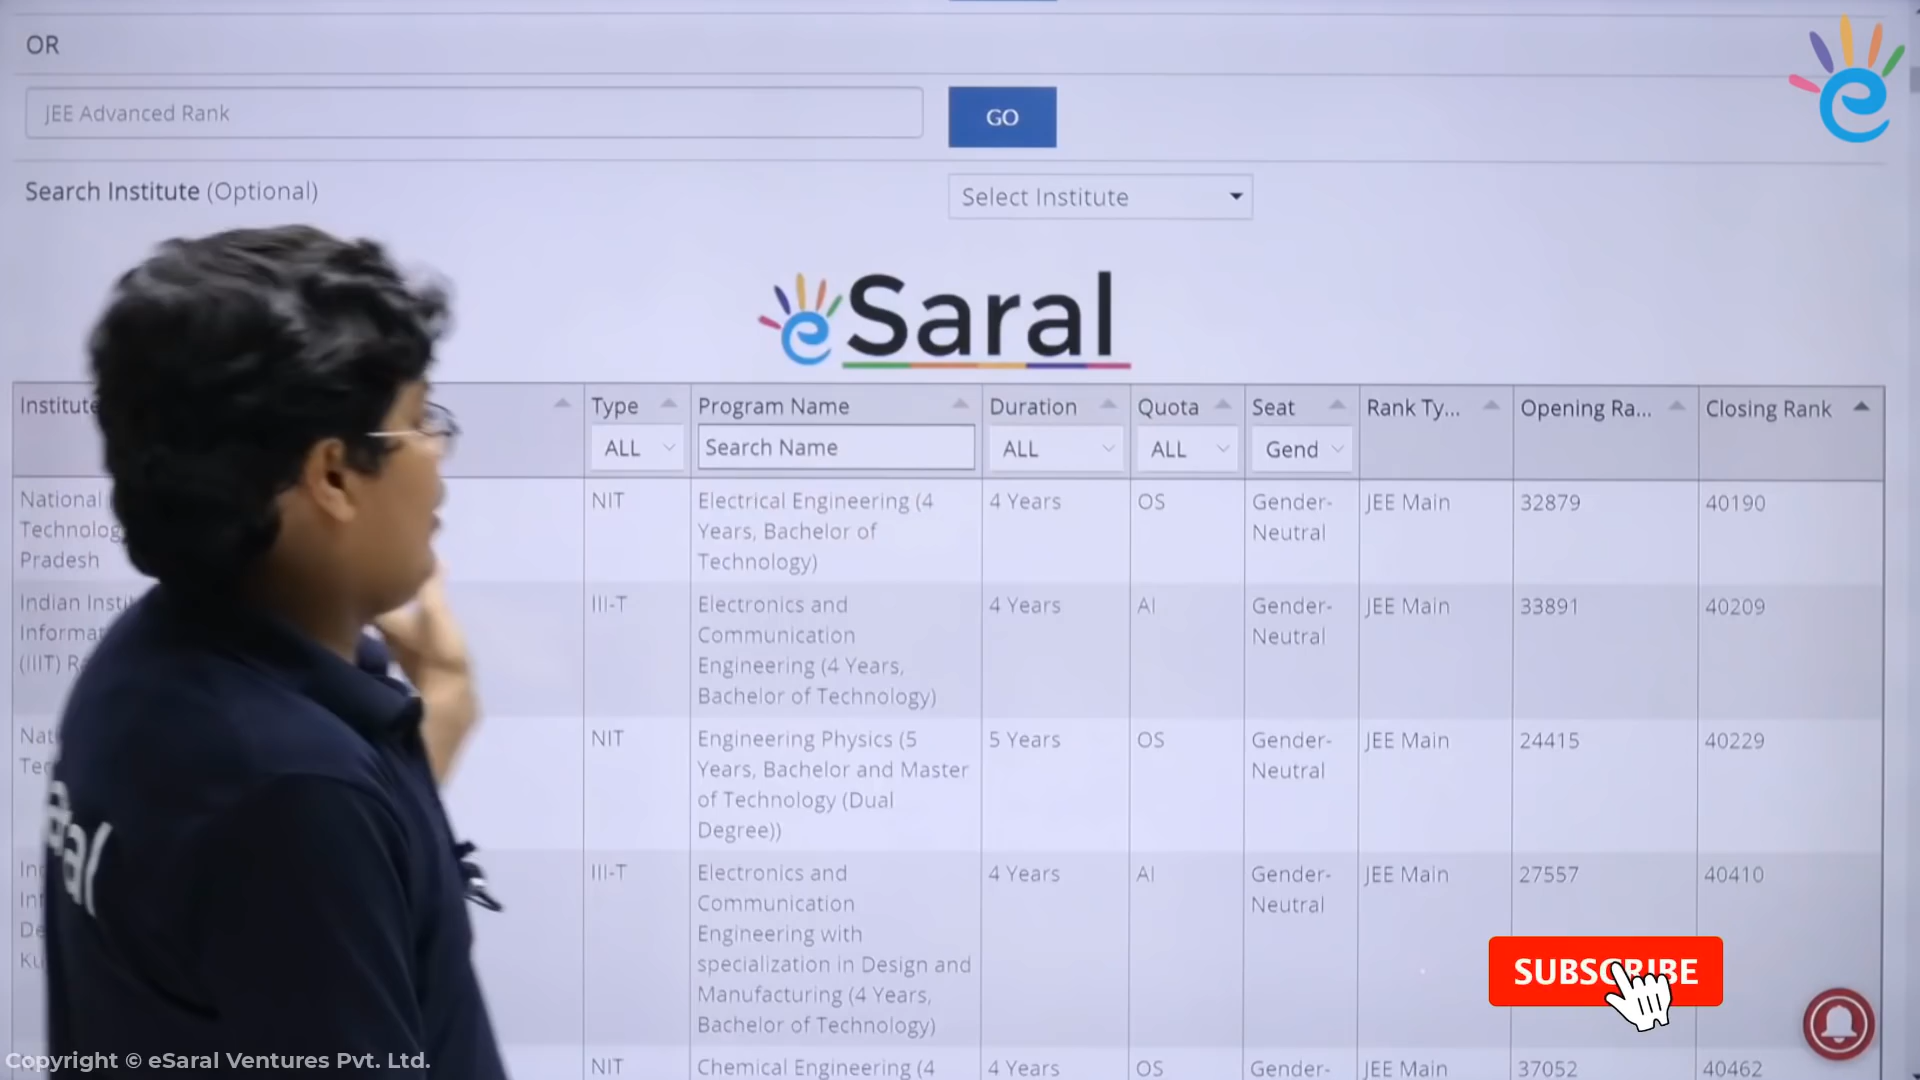 OR
JEE Advanced Rank
GO
e
Search Institute (Optional)
Select Institute
eSaral
Type
Program Name
Duration
Quota
Seat
Rank Ty...
Opening Ra...
Closing Rank
ALL
Search Name
ALL
ALL
Gend
National
Pradesh
NIT
Electrical Engineering (4
Years, Bachelor of
Technology)
4 Years
OS
Gender-
Neutral
JEE Main
32879
40190
Indian
(IIIT)
III-T
Electronics and
Communication
Engineering (4 Years,
Bachelor of Technology)
4 Years
AI
Gender-
Neutral
JEE Main
33891
40209
NIT
Engineering Physics (5
Years, Bachelor and Master
of Technology (Dual
Degree))
5 Years
OS
Gender-
Neutral
JEE Main
24415
40229
III-T
Electronics and
Communication
Engineering with
specialization in Design and
Manufacturing (4 Years,
Bachelor of Technology)
4 Years
AI
Gender-
Neutral
JEE Main
27557
40410
NIT
Chemical Engineering (4
4 Years
OS
Gender-
JEE Main
37052
40462
SUBSCRIBE
Copyright © eSaral Ventures Pvt. Ltd.